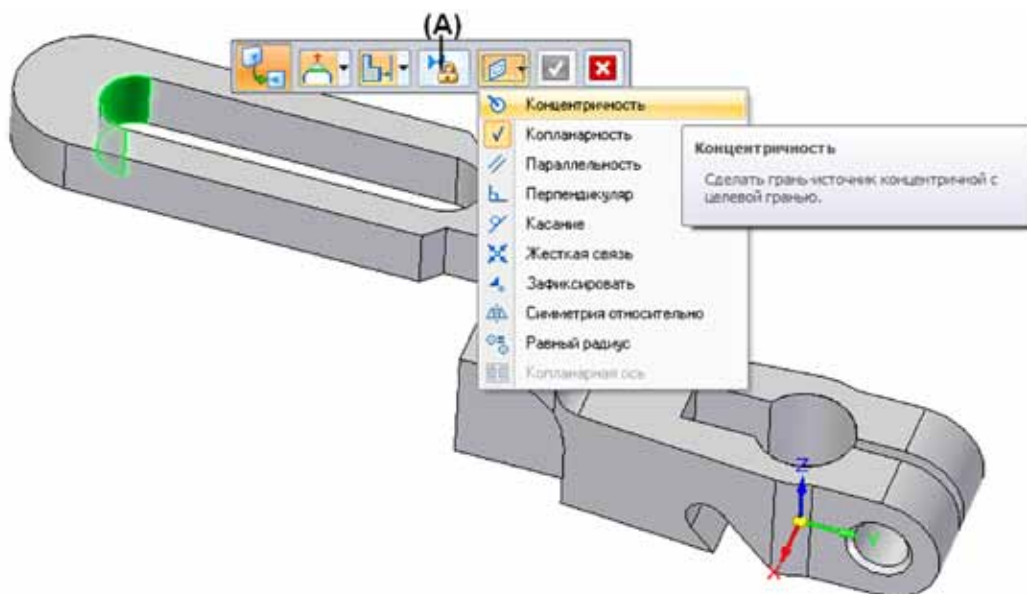 (A)
Концентричность
Копланарность
Параллельность
Перпендикуляр
Касание
Жесткая связь
Зафиксировать
Симметрия относительно
Равный радиус
Копланарная ось
Концентричность
Сделать грань-источник концентричной с
целевой гранью.
Z
Y
X